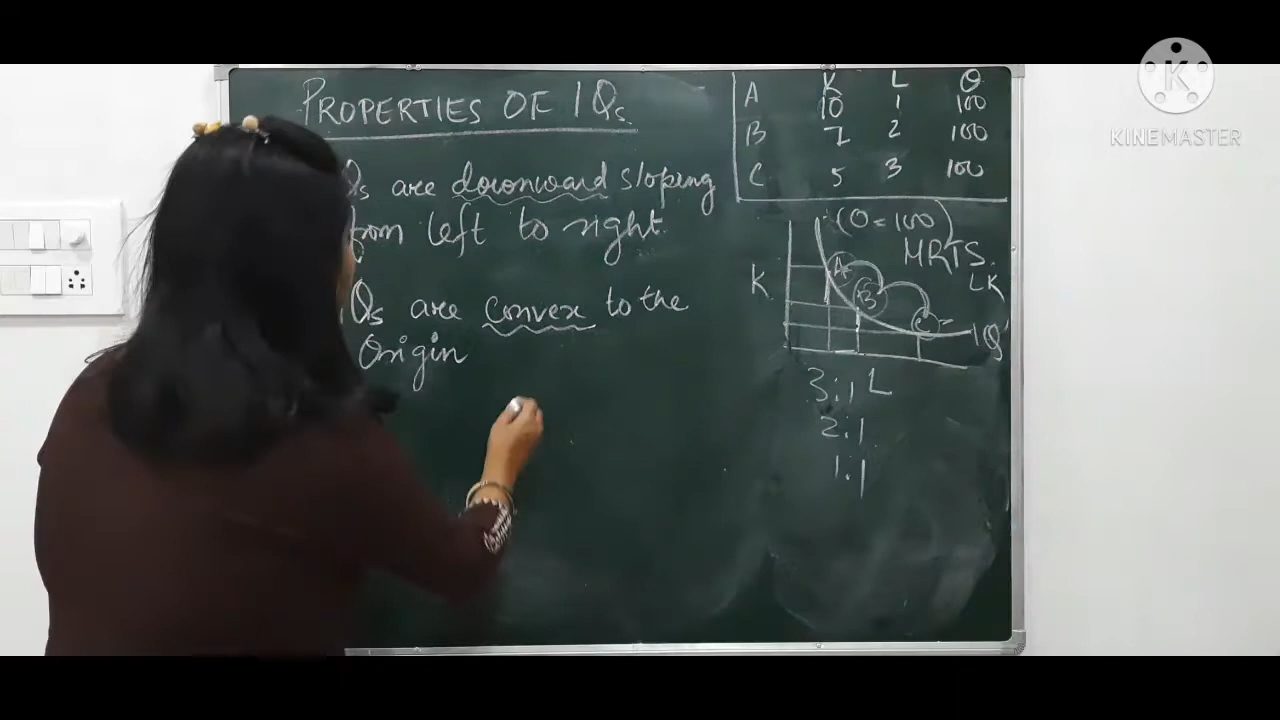 PROPERTIES OF IQs
Qs are downward sloping
from left to right.
IQs are convex to the
Origin
K L Q
A 10 1 100
B 7 2 100
C 5 3 100
(Q = 100)
MRTS
LK
K
A
B
C
IQ
3:1 L
2:1
1:1
K
KINEMASTER